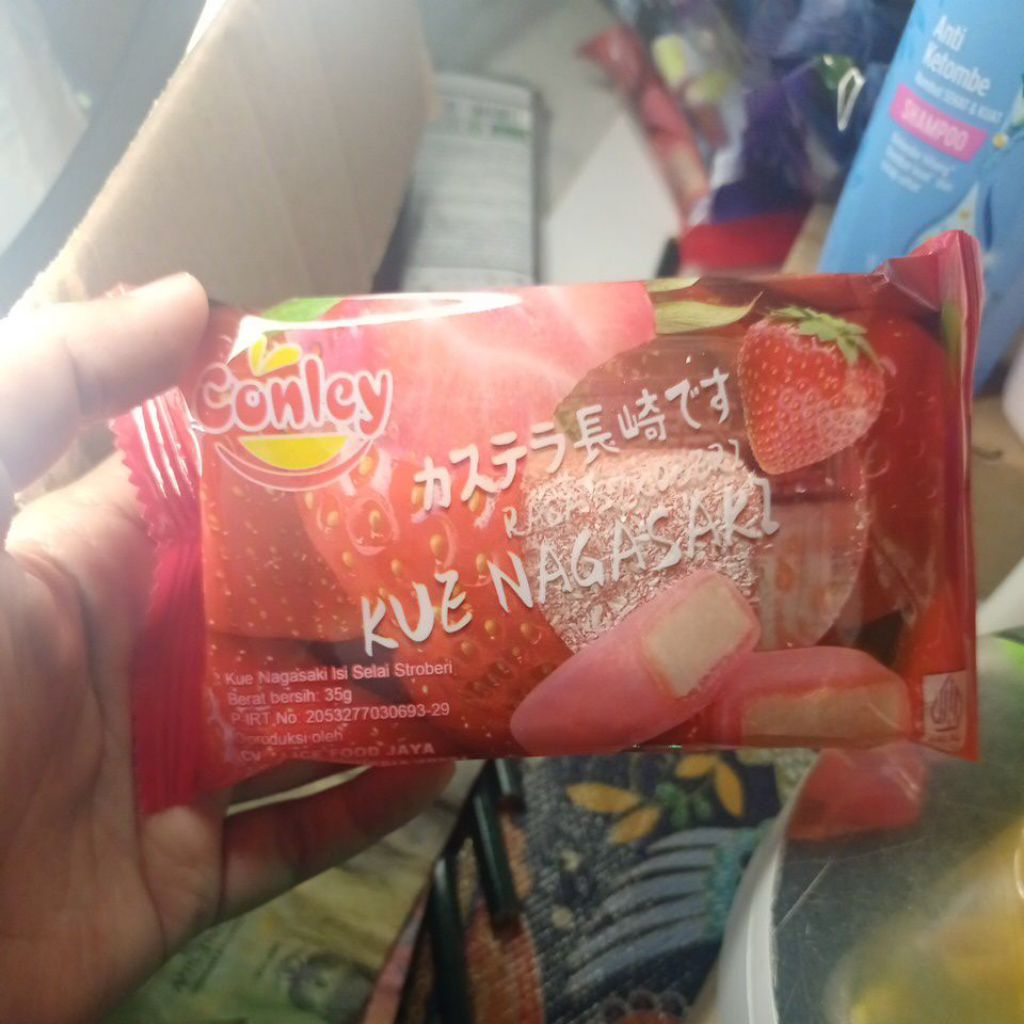 Anti
Ketombe
SHAMPOO
Conley
カステラ長崎です
KUE NAGASAKI
Kue Nagasaki Isi Selai Stroberi
Berat bersih: 35g
P-IRT No: 2053277030693-29
Diproduksi oleh
FOOD JAYA